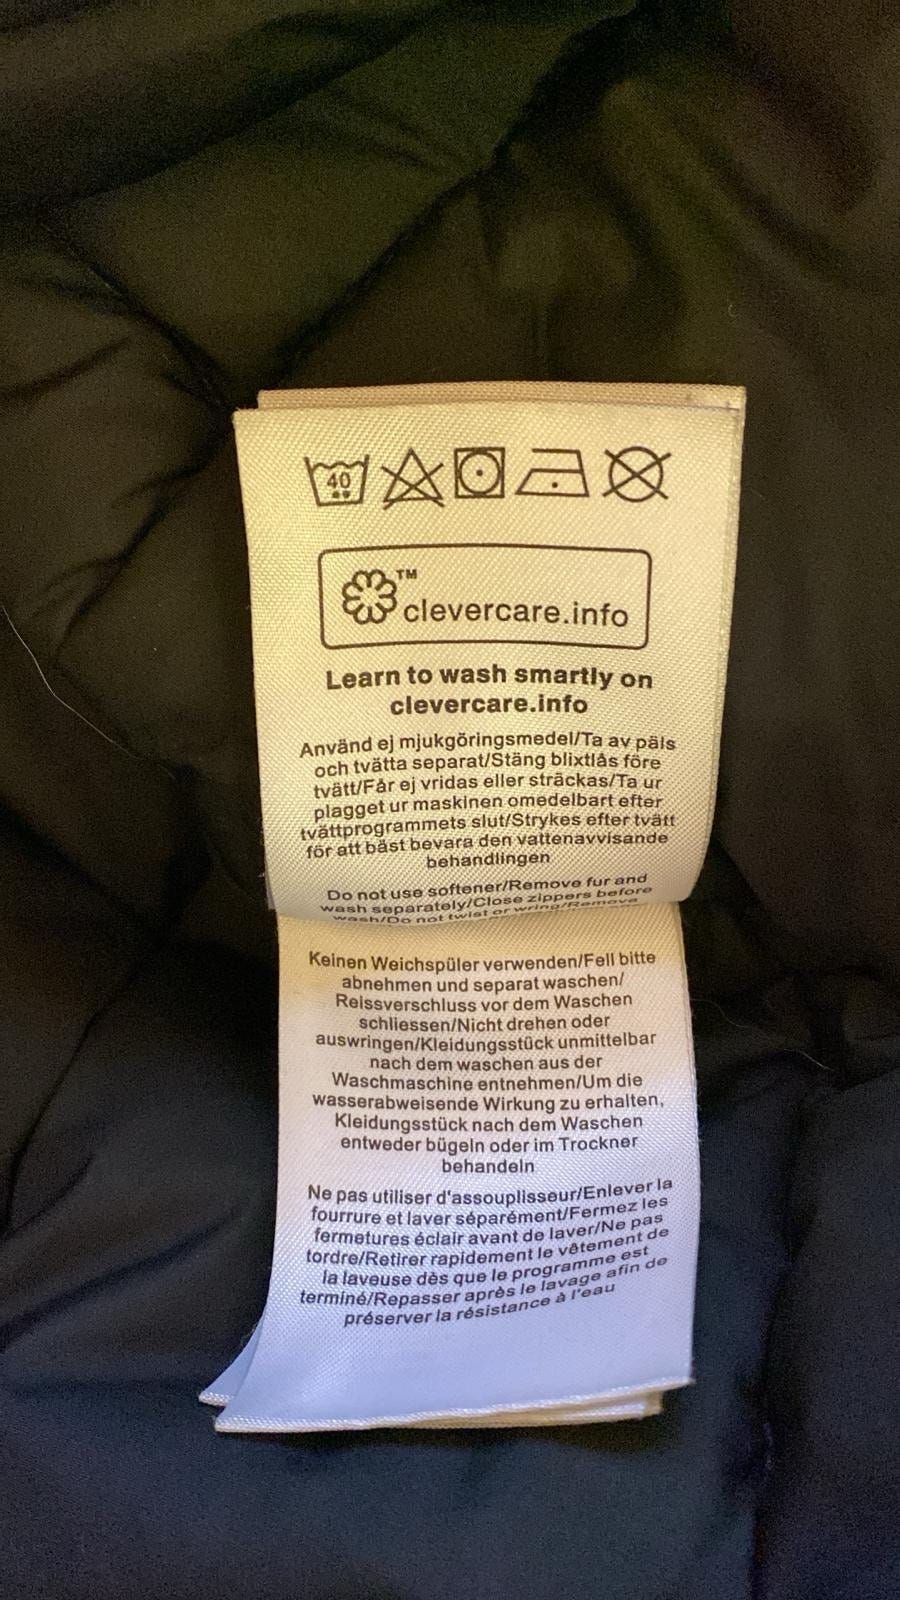 40
TM
clevercare.info
Learn to wash smartly on
clevercare.info
Använd ej mjukgöringsmedel/Ta av päls
och tvätta separat/Stäng blixtlås före
tvätt/Får ej vridas eller sträckas/Ta ur
plagget ur maskinen omedelbart efter
tvättprogrammets slut/Strykes efter tvätt
för att bäst bevara den vattenavvisande
behandlingen
Do not use softener/Remove fur and
wash separately/Close zippers before
wash/Do not twist or wring/Remove
Keinen Weichspüler verwenden/Fell bitte
abnehmen und separat waschen/
Reissverschluss vor dem Waschen
schliessen/Nicht drehen oder
auswringen/Kleidungsstück unmittelbar
nach dem waschen aus der
Waschmaschine entnehmen/Um die
wasserabweisende Wirkung zu erhalten,
Kleidungsstück nach dem Waschen
entweder bügeln oder im Trockner
behandeln
Ne pas utiliser d'assouplisseur/Enlever la
fourrure et laver séparément/Fermez les
fermetures éclair avant de laver/Ne pas
tordre/Retirer rapidement le vêtement de
la laveuse dès que le programme est
terminé/Repasser après le lavage afin de
préserver la résistance à l'eau